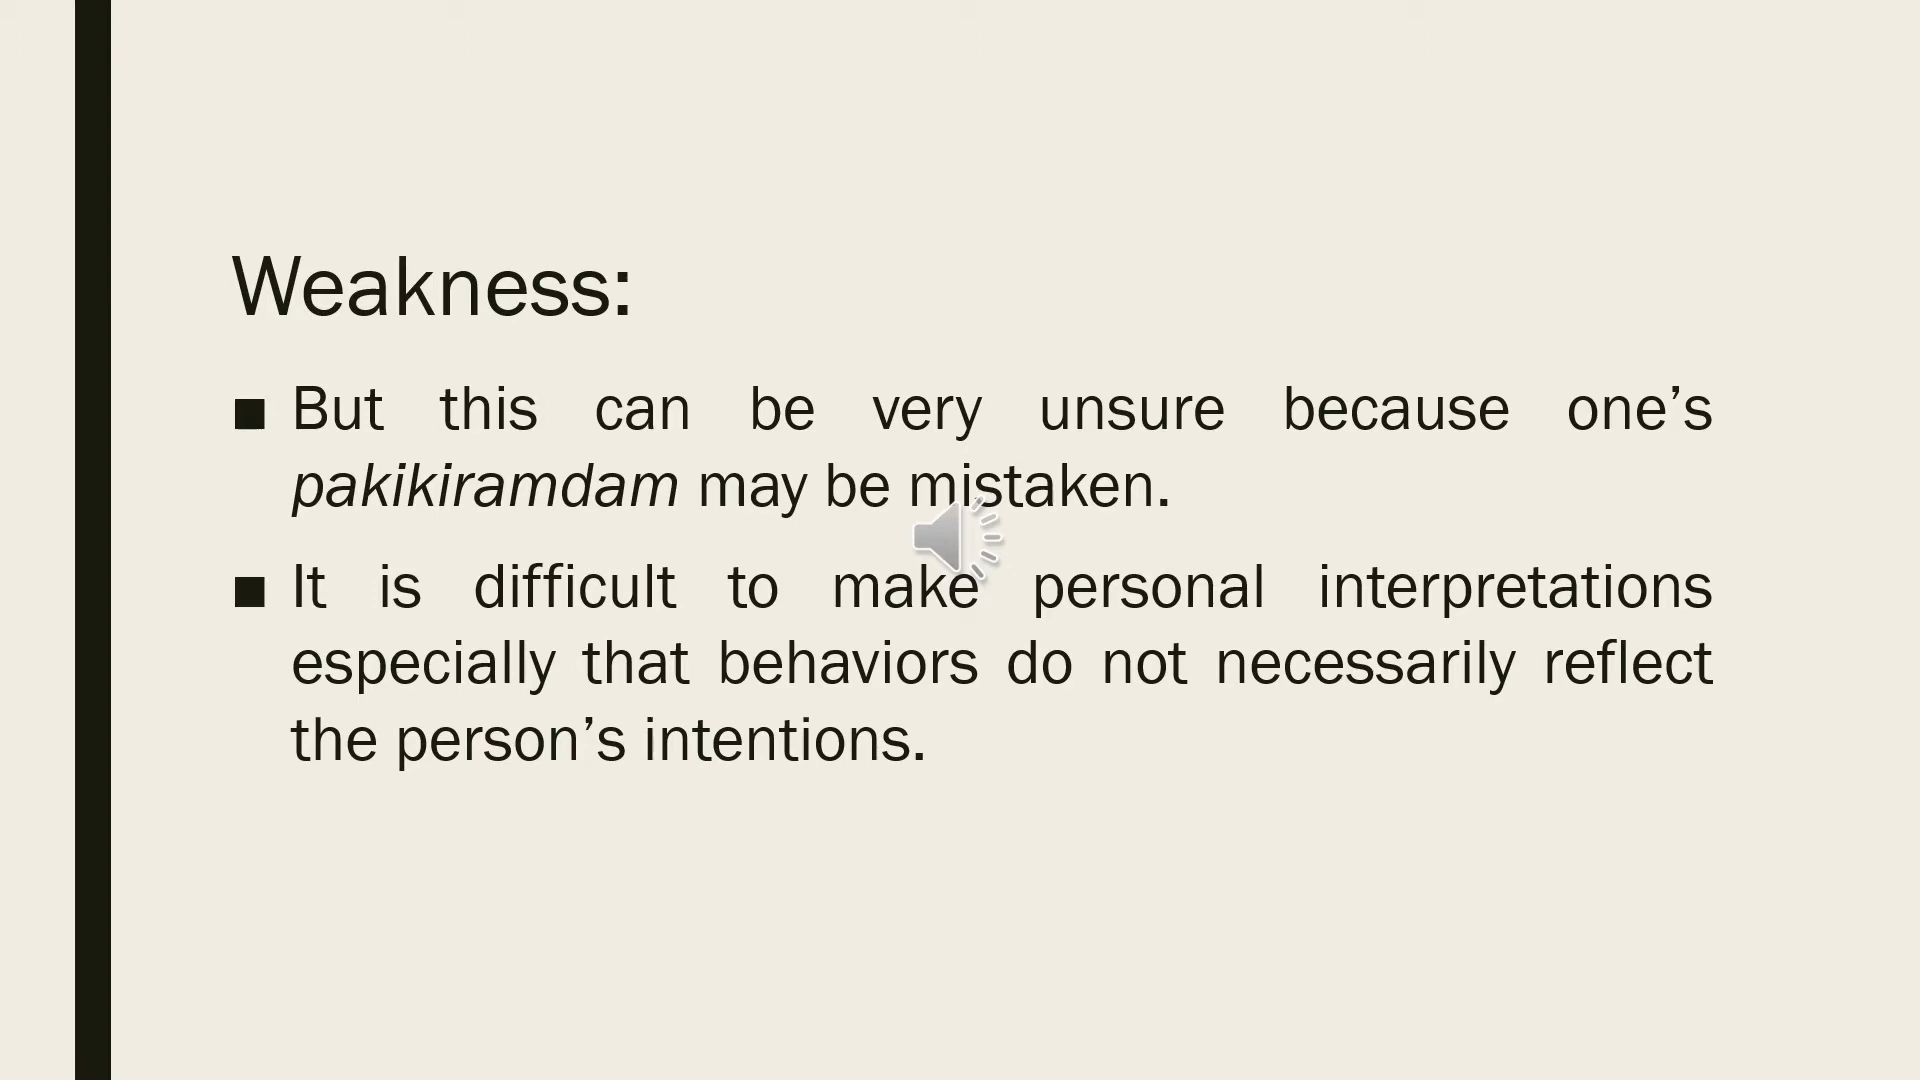 Weakness:
■ But this can be very unsure because one’s
pakikiramdam may be mistaken.
■ It is difficult to make personal interpretations
especially that behaviors do not necessarily reflect
the person’s intentions.